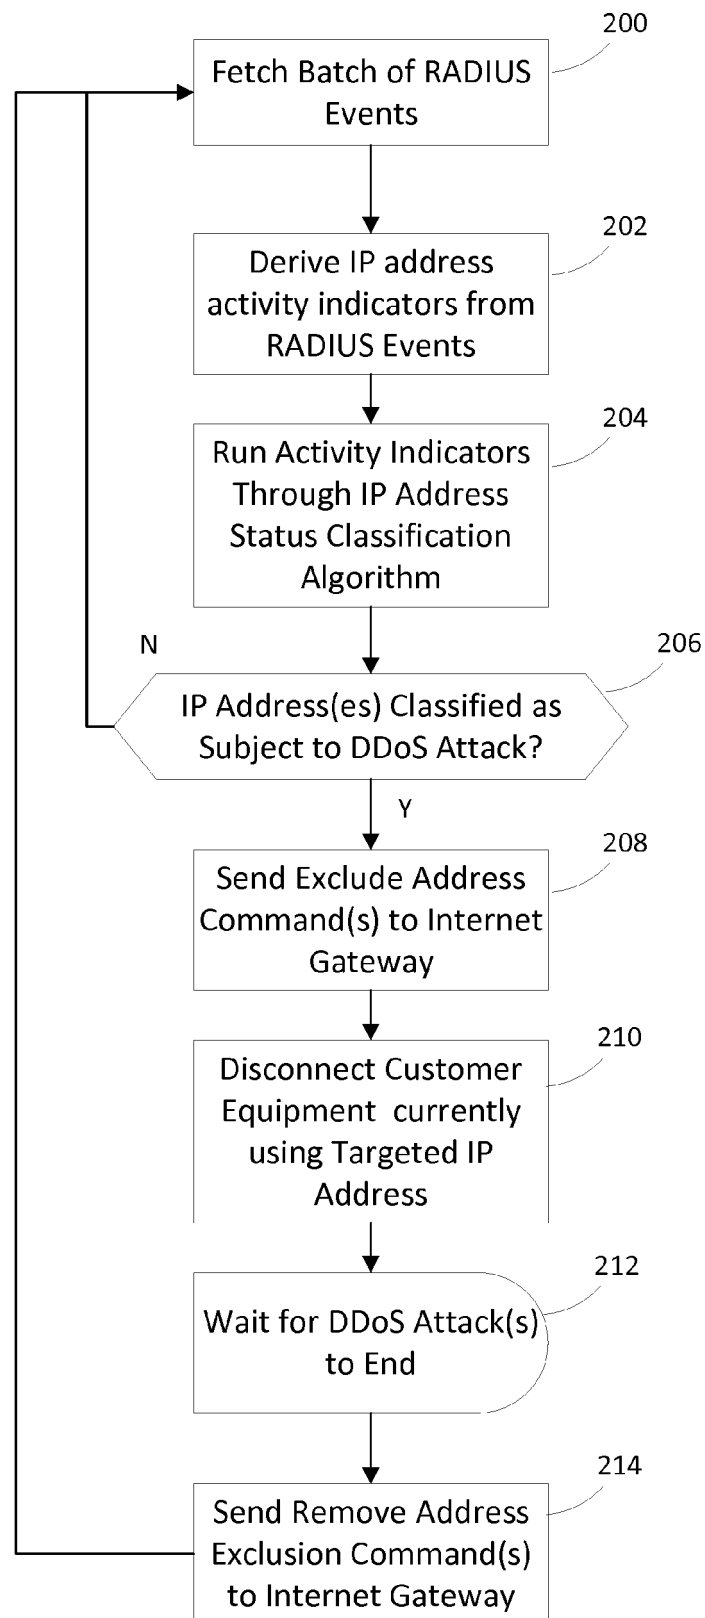 200
Fetch Batch of RADIUS
Events
202
Derive IP address
activity indicators from
RADIUS Events
204
Run Activity Indicators
Through IP Address
Status Classification
Algorithm
N
206
IP Address(es) Classified as
Subject to DDoS Attack?
Y
208
Send Exclude Address
Command(s) to Internet
Gateway
210
Disconnect Customer
Equipment currently
using Targeted IP
Address
212
Wait for DDoS Attack(s)
to End
214
Send Remove Address
Exclusion Command(s)
to Internet Gateway